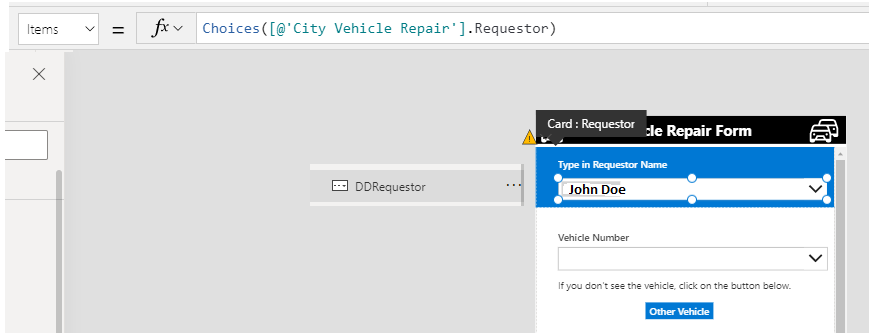 Items = fx Choices([@'City Vehicle Repair'].Requestor)
Card : Requestor
cle Repair Form
Type in Requestor Name
DDRequestor
John Doe
Vehicle Number
If you don't see the vehicle, click on the button below.
Other Vehicle